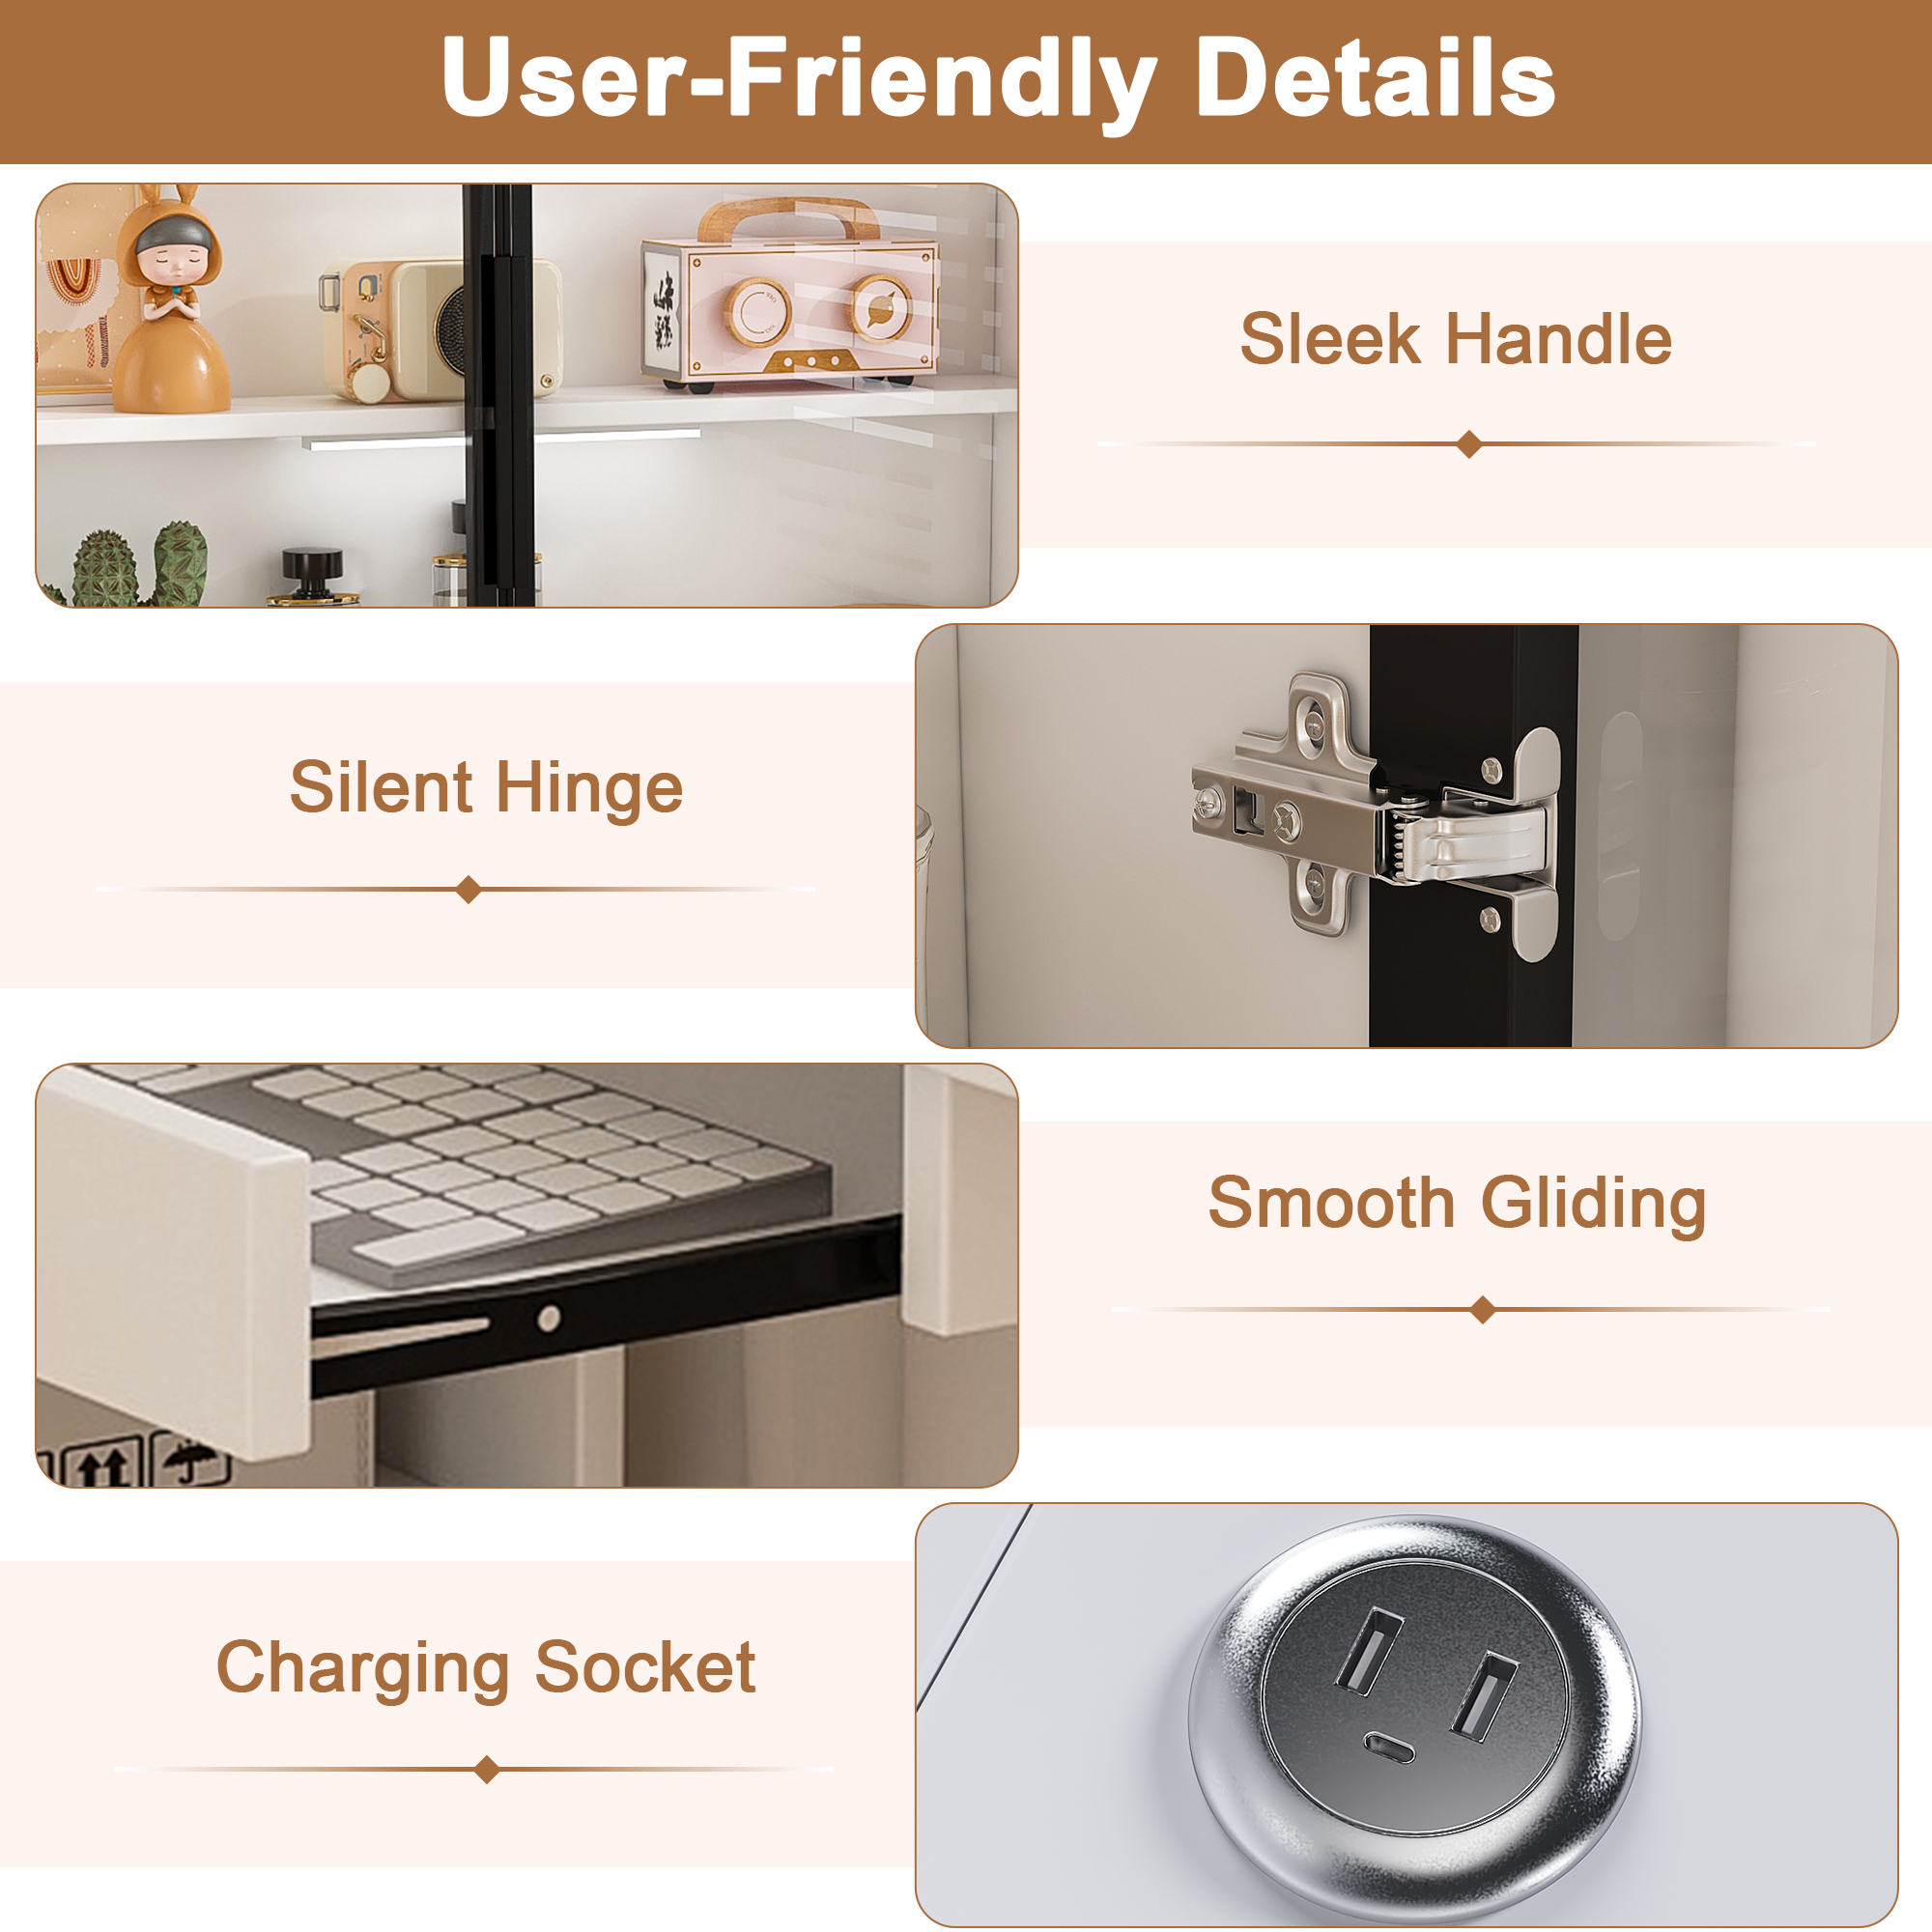 User-Friendly Details
Sleek Handle
Silent Hinge
Smooth Gliding
Charging Socket